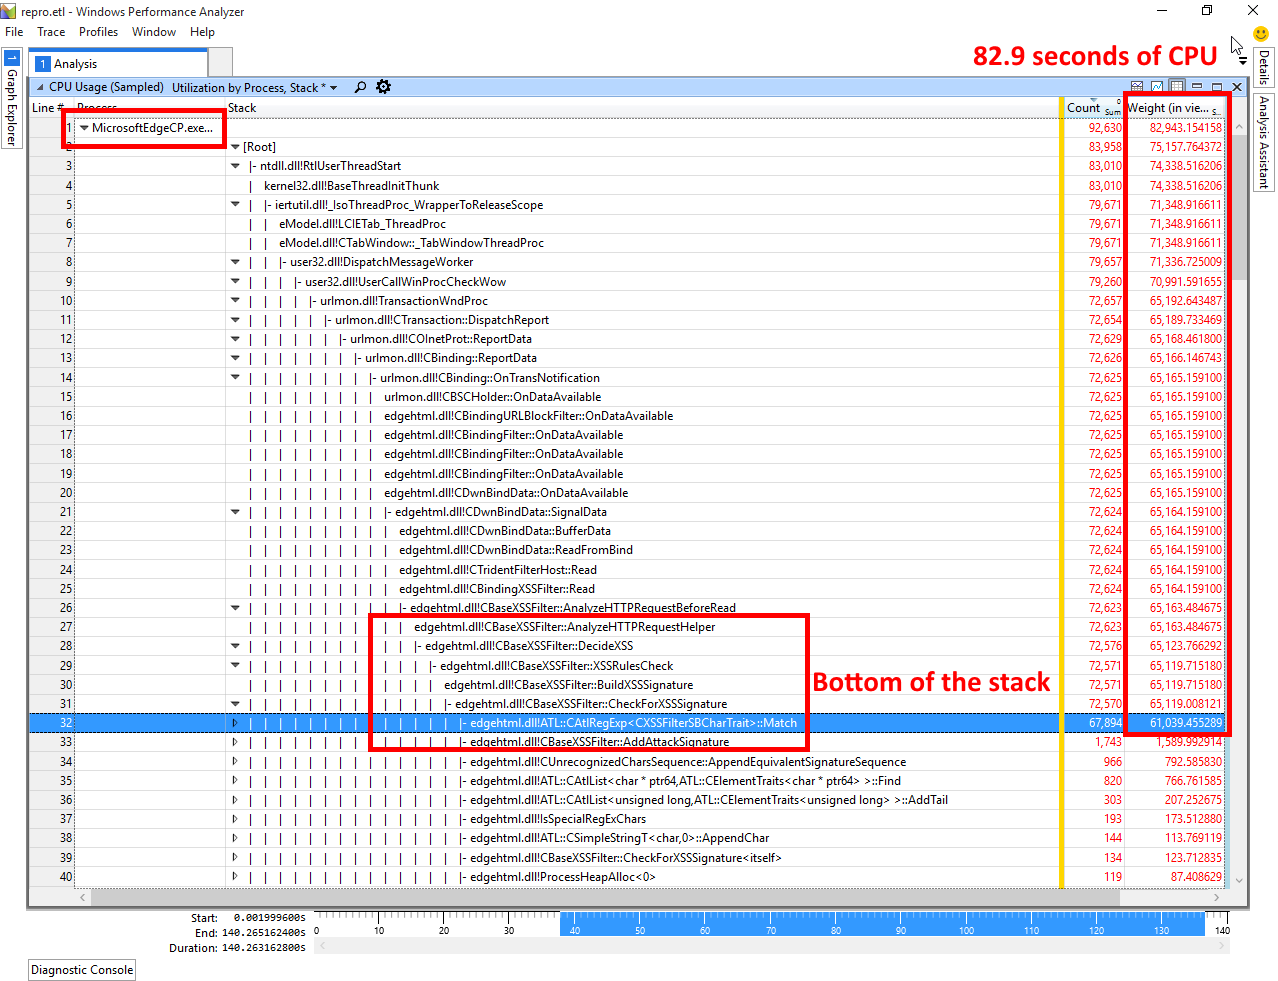 repro.etl - Windows Performance Analyzer
File Trace Profiles Window Help
82.9 seconds of CPU
1 Graph Explorer
1 Analysis
Details
Analysis Assistant
CPU Usage (Sampled) Utilization by Process, Stack *
Line # Process Stack Count Sum Weight (in vie... S...
1 MicrosoftEdgeCP.exe... 92,630 82,943.154158
2 [Root] 83,958 75,157.764372
3 |- ntdll.dll!RtlUserThreadStart 83,010 74,338.516206
4 | kernel32.dll!BaseThreadInitThunk 83,010 74,338.516206
5 | |- iertutil.dll!_IsoThreadProc_WrapperToReleaseScope 79,671 71,348.916611
6 | | eModel.dll!LCIETab_ThreadProc 79,671 71,348.916611
7 | | eModel.dll!CTabWindow::_TabWindowThreadProc 79,671 71,348.916611
8 | | |- user32.dll!DispatchMessageWorker 79,657 71,336.725009
9 | | | |- user32.dll!UserCallWinProcCheckWow 79,260 70,991.591655
10 | | | | |- urlmon.dll!TransactionWndProc 72,657 65,192.643487
11 | | | | | |- urlmon.dll!CTransaction::DispatchReport 72,654 65,189.733469
12 | | | | | | |- urlmon.dll!COInetProt::ReportData 72,629 65,168.461800
13 | | | | | | | |- urlmon.dll!CBinding::ReportData 72,626 65,166.146743
14 | | | | | | | | |- urlmon.dll!CBinding::OnTransNotification 72,625 65,165.159100
15 | | | | | | | | | urlmon.dll!CBSCHolder::OnDataAvailable 72,625 65,165.159100
16 | | | | | | | | | edgehtml.dll!CBindingURLBlockFilter::OnDataAvailable 72,625 65,165.159100
17 | | | | | | | | | edgehtml.dll!CBindingFilter::OnDataAvailable 72,625 65,165.159100
18 | | | | | | | | | edgehtml.dll!CBindingFilter::OnDataAvailable 72,625 65,165.159100
19 | | | | | | | | | edgehtml.dll!CBindingFilter::OnDataAvailable 72,625 65,165.159100
20 | | | | | | | | | edgehtml.dll!CDwnBindData::OnDataAvailable 72,625 65,165.159100
21 | | | | | | | | | |- edgehtml.dll!CDwnBindData::SignalData 72,624 65,164.159100
22 | | | | | | | | | | edgehtml.dll!CDwnBindData::BufferData 72,624 65,164.159100
23 | | | | | | | | | | edgehtml.dll!CDwnBindData::ReadFromBind 72,624 65,164.159100
24 | | | | | | | | | | edgehtml.dll!CTridentFilterHost::Read 72,624 65,164.159100
25 | | | | | | | | | | edgehtml.dll!CBindingXSSFilter::Read 72,624 65,164.159100
26 | | | | | | | | | | |- edgehtml.dll!CBaseXSSFilter::AnalyzeHTTPRequestBeforeRead 72,623 65,163.484675
27 | | | | | | | | | | | edgehtml.dll!CBaseXSSFilter::AnalyzeHTTPRequestHelper 72,623 65,163.484675
28 | | | | | | | | | | | |- edgehtml.dll!CBaseXSSFilter::DecideXSS 72,576 65,123.766292
29 | | | | | | | | | | | | |- edgehtml.dll!CBaseXSSFilter::XSSRulesCheck 72,571 65,119.715180
30 | | | | | | | | | | | | | edgehtml.dll!CBaseXSSFilter::BuildXSSSignature 72,571 65,119.715180
Bottom of the stack
31 | | | | | | | | | | | | | |- edgehtml.dll!CBaseXSSFilter::CheckForXSSSignature 72,570 65,119.008121
32 | | | | | | | | | | | | | | |- edgehtml.dll!ATL::CAtlRegExp<CXSSFilterSBCharTrait>::Match 67,894 61,039.455289
33 | | | | | | | | | | | | | | |- edgehtml.dll!CBaseXSSFilter::AddAttackSignature 1,743 1,589.992914
34 | | | | | | | | | | | | | | |- edgehtml.dll!CUnrecognizedCharsSequence::AppendEquivalentSignatureSequence 966 792.585830
35 | | | | | | | | | | | | | | |- edgehtml.dll!ATL::CAtlList<char * ptr64,ATL::CElementTraits<char * ptr64> >::Find 820 766.761585
36 | | | | | | | | | | | | | | |- edgehtml.dll!ATL::CAtlList<unsigned long,ATL::CElementTraits<unsigned long> >::AddTail 303 207.252675
37 | | | | | | | | | | | | | | |- edgehtml.dll!IsSpecialRegExChars 193 173.512880
38 | | | | | | | | | | | | | | |- edgehtml.dll!ATL::CSimpleStringT<char,0>::AppendChar 144 113.769119
39 | | | | | | | | | | | | | | |- edgehtml.dll!CBaseXSSFilter::CheckForXSSSignature<itself> 134 123.712835
40 | | | | | | | | | | | | | | |- edgehtml.dll!ProcessHeapAlloc<0> 119 87.408629
Start: 0.001999600s
End: 140.265162400s
Duration: 140.263162800s
0 10 20 30 40 50 60 70 80 90 100 110 120 130 140
Diagnostic Console